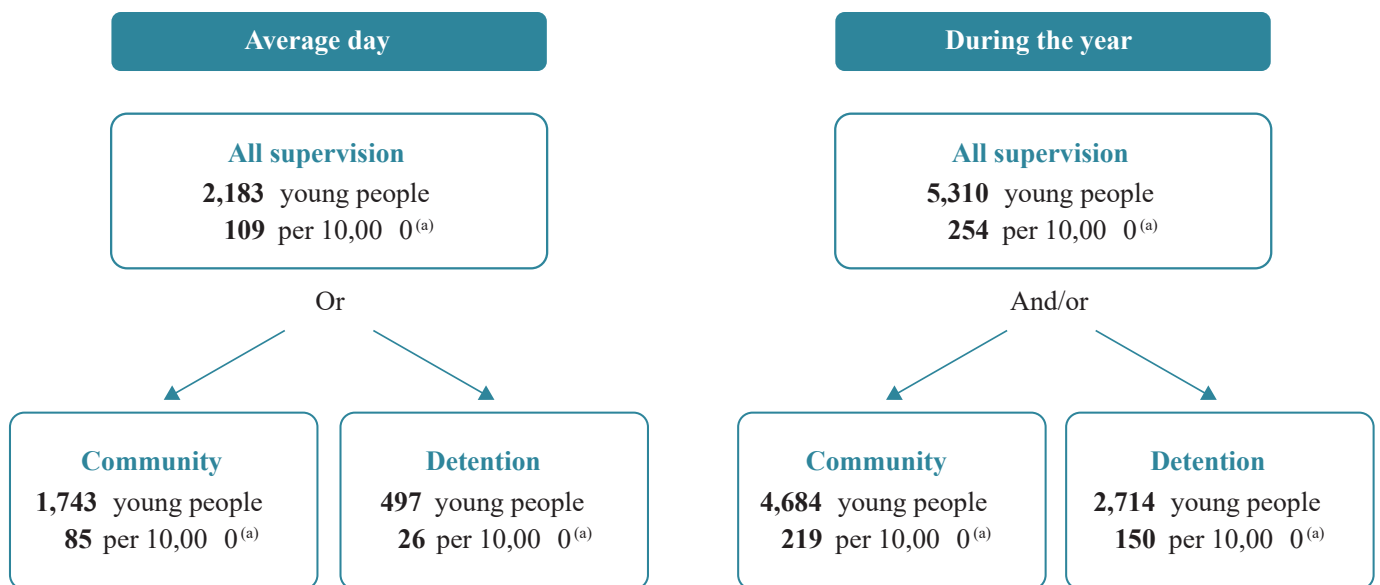 Average day
All supervision
2,183 young people
109 per 10,00 0(a)
Or
Community
1,743 young people
85 per 10,00 0(a)
Detention
497 young people
26 per 10,00 0(a)
During the year
All supervision
5,310 young people
254 per 10,00 0(a)
And/or
Community
4,684 young people
219 per 10,00 0(a)
Detention
2,714 young people
150 per 10,00 0(a)